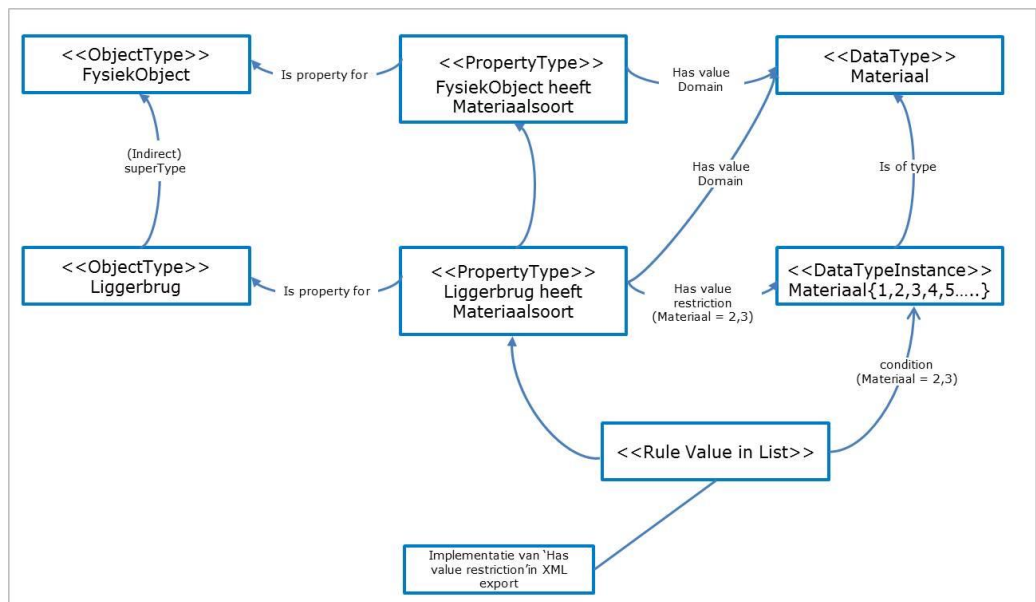 <<ObjectType>>
FysiekObject
Is property for
<<PropertyType>>
FysiekObject heeft
Materiaalsoort
Has value
Domain
<<DataType>>
Materiaal
(Indirect)
superType
Has value
Domain
Is of type
<<ObjectType>>
Liggerbrug
Is property for
<<PropertyType>>
Liggerbrug heeft
Materiaalsoort
Has value
restriction
(Materiaal = 2,3)
<<DataTypeInstance>>
Materiaal{1,2,3,4,5…..}
condition
(Materiaal = 2,3)
<<Rule Value in List>>
Implementatie van ‘Has
value restriction’in XML
export